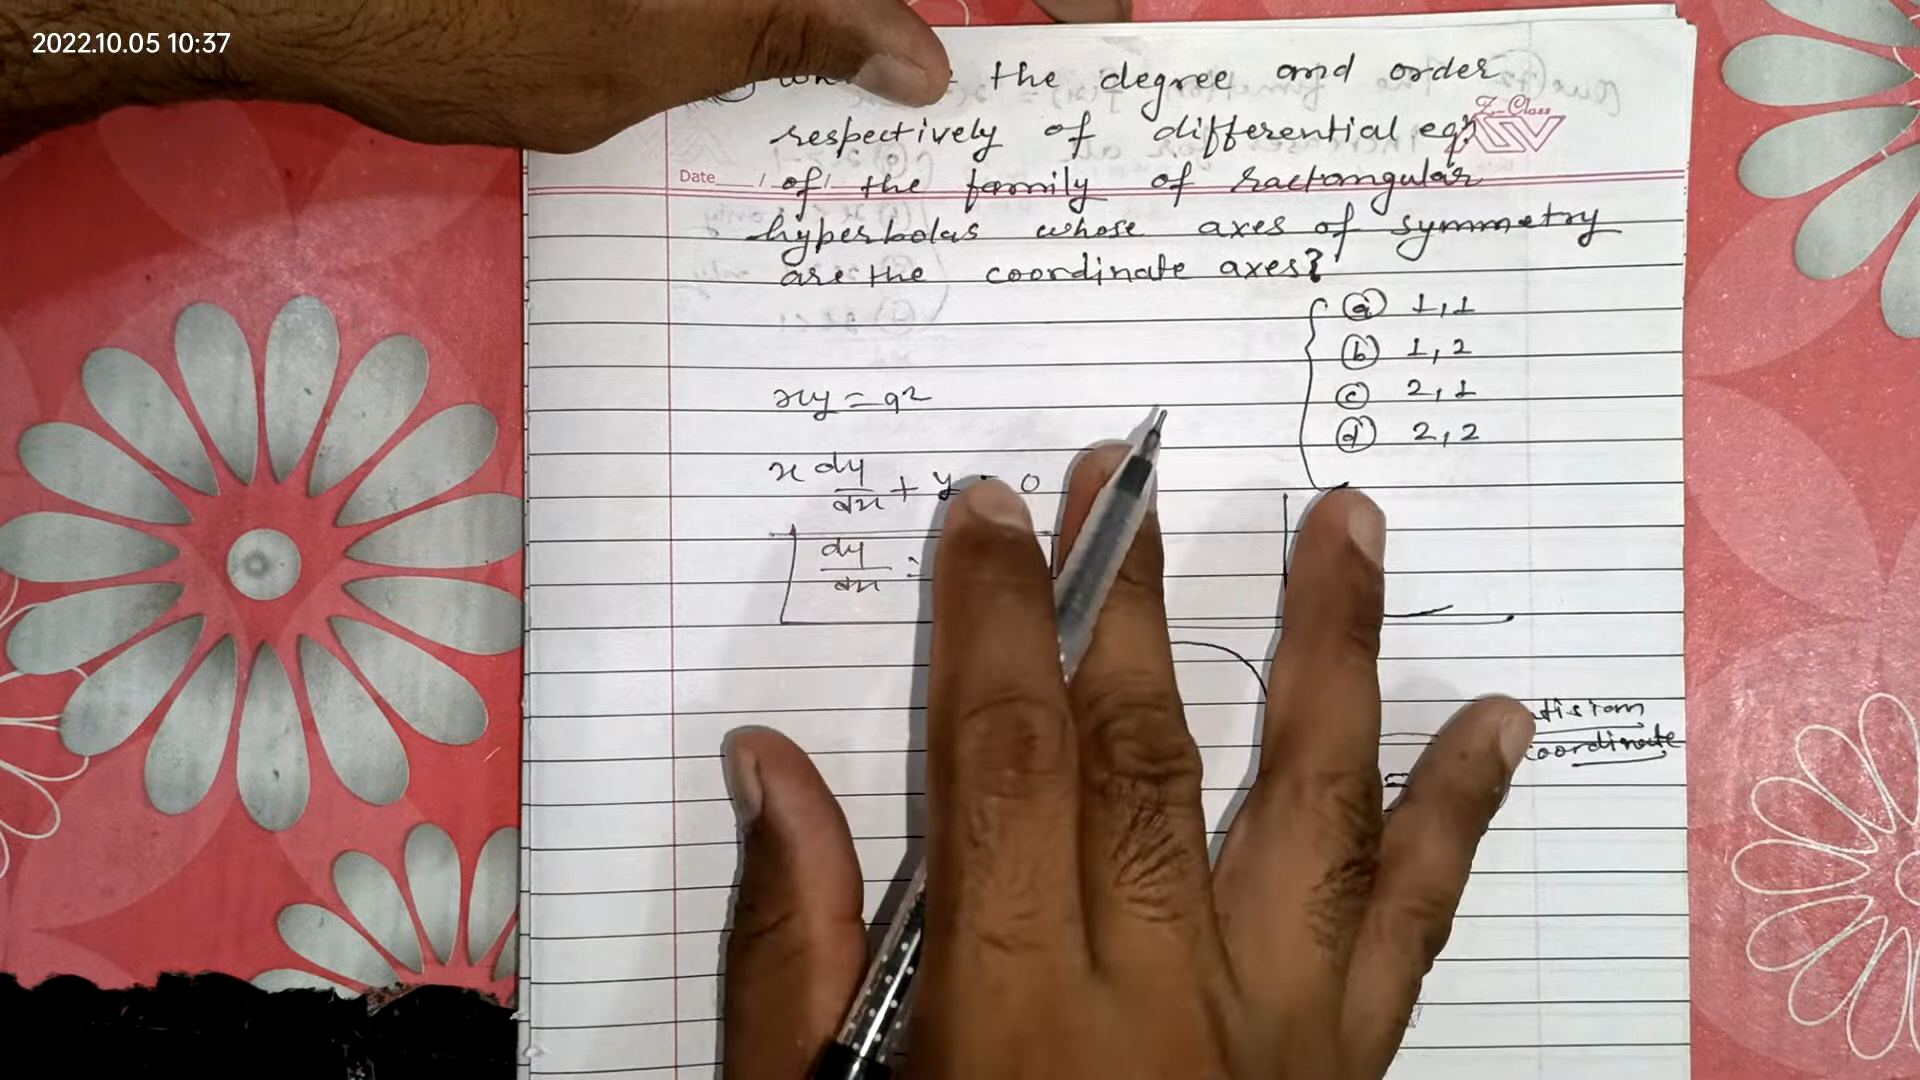 2022.10.05 10:37
the degree and order
respectively of differential eqn
Z-Class
Date
of the family of ractongular
hyperbolas whose axes of symmetry
are the coordinate axes?
(a) 1,1
(b) 1,2
(c) 2,1
(d) 2,2
xy = a2
x dy/dx + y = 0
dy/dx =
coordinate